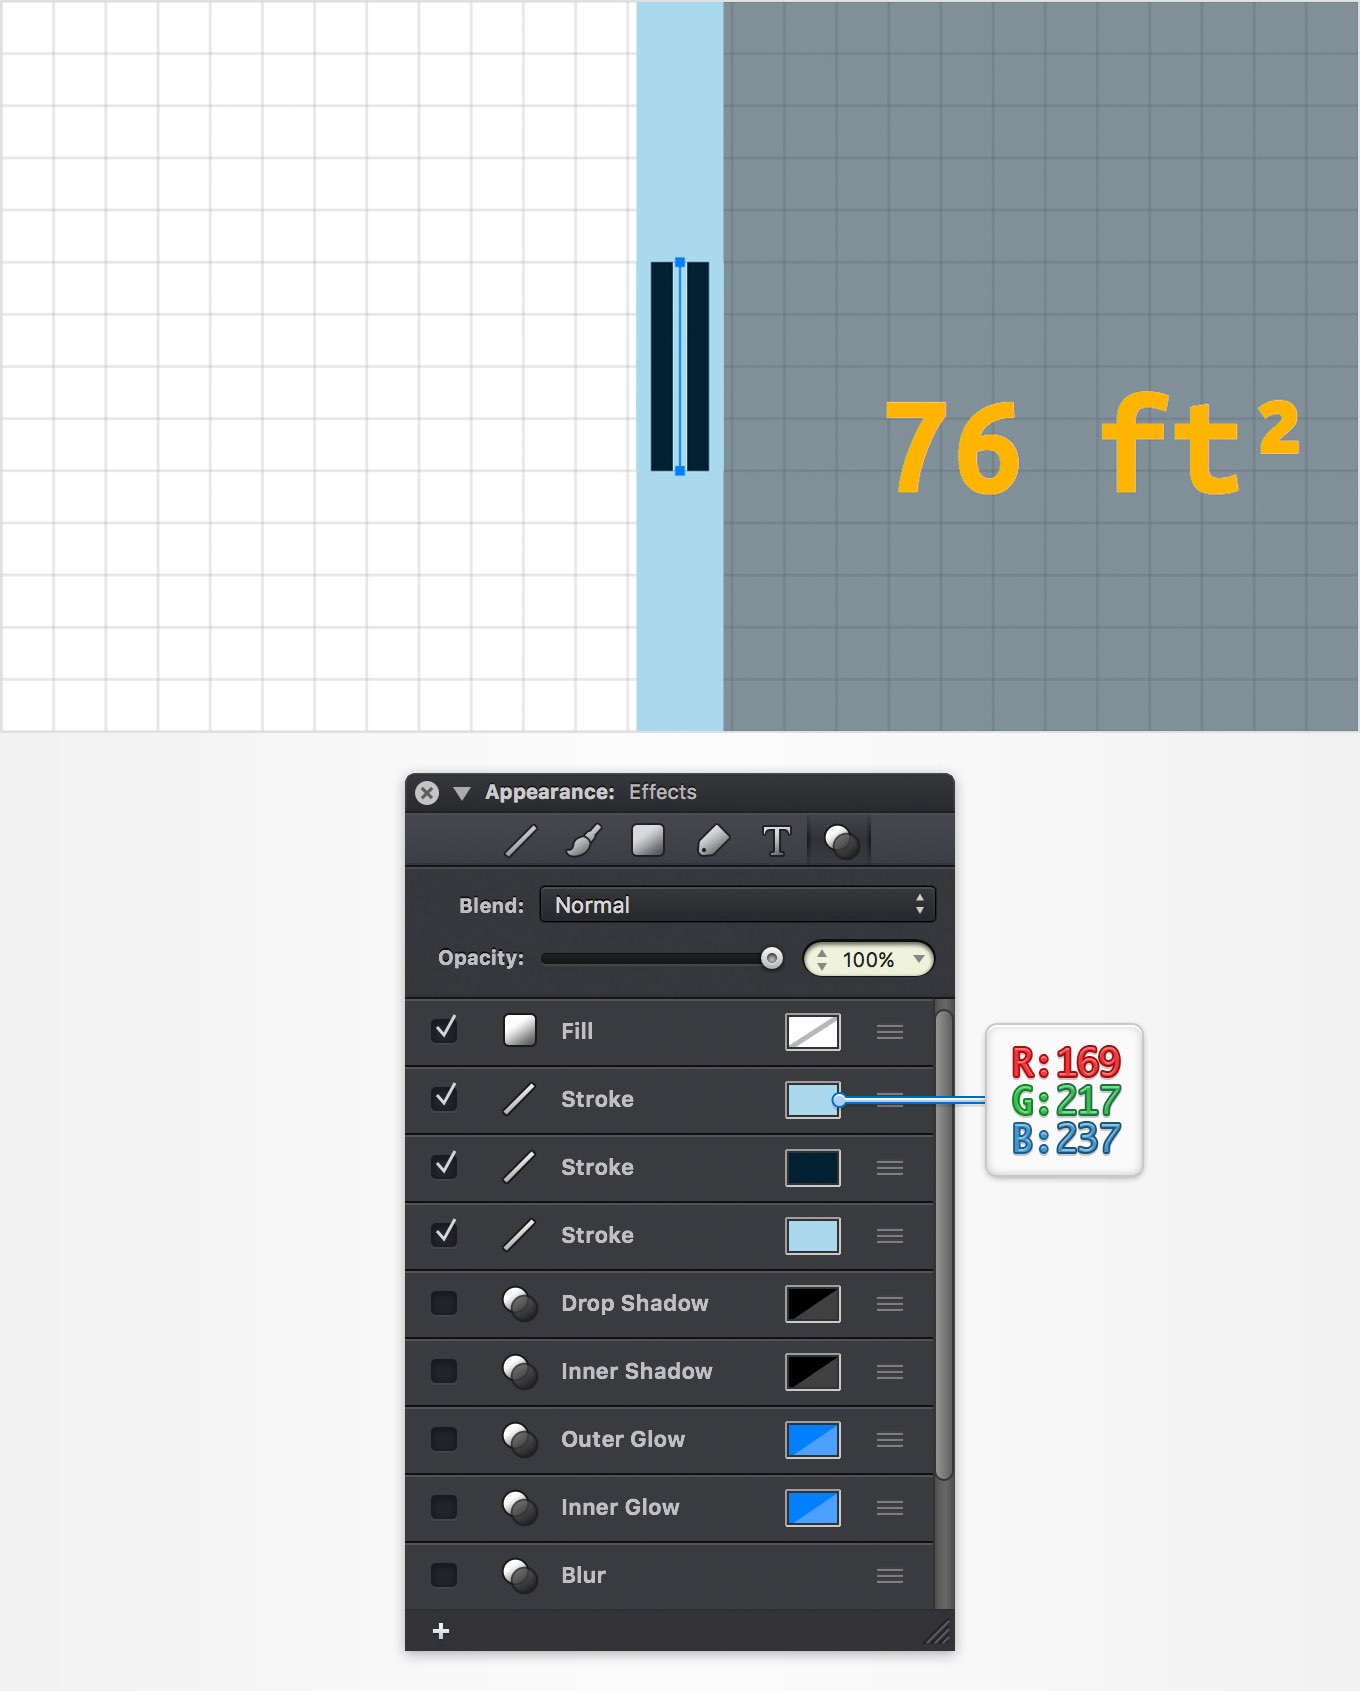 76 ft²
Appearance: Effects
T
Blend: Normal
Opacity: 100%
Fill
Stroke
R:169
G:217
B:237
Stroke
Stroke
Drop Shadow
Inner Shadow
Outer Glow
Inner Glow
Blur
+